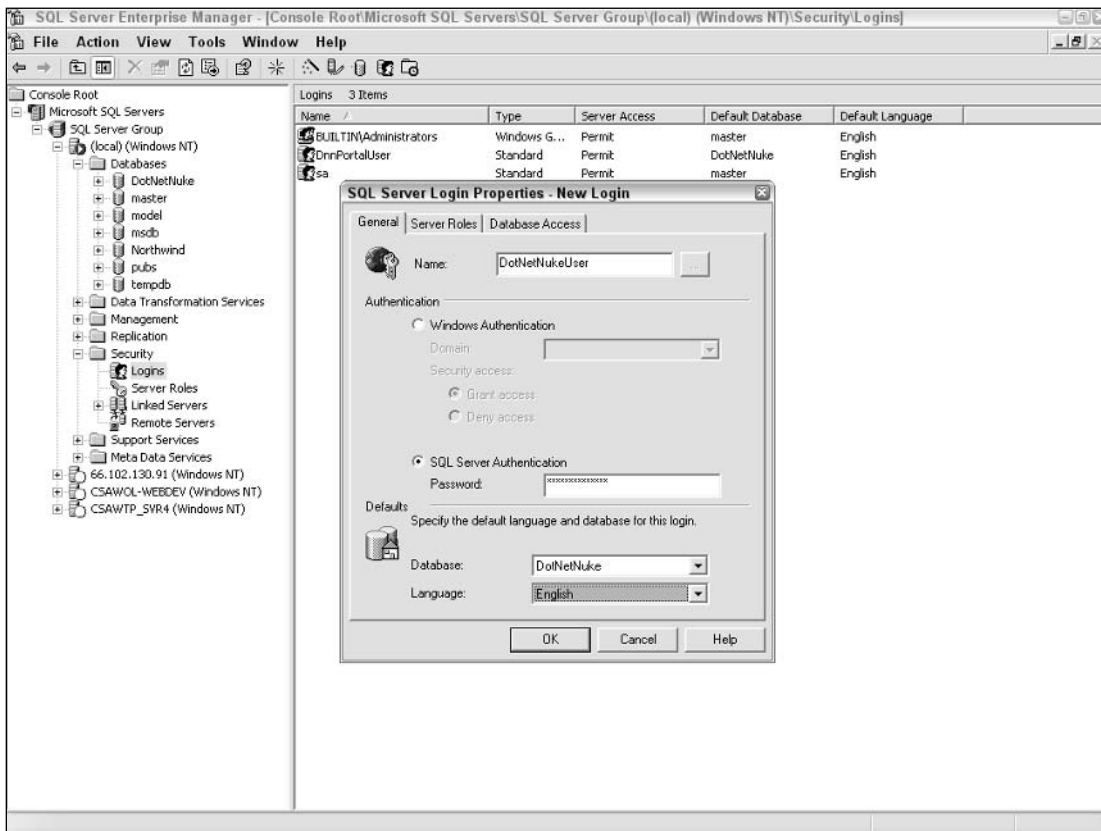 SQL Server Enterprise Manager - [Console Root\Microsoft SQL Servers\SQL Server Group\(local) (Windows NT)\Security\Logins]
File Action View Tools Window Help
Console Root
Microsoft SQL Servers
SQL Server Group
(local) (Windows NT)
Databases
DotNetNuke
master
model
msdb
Northwind
pubs
tempdb
Data Transformation Services
Management
Replication
Security
Logins
Server Roles
Linked Servers
Remote Servers
Support Services
Meta Data Services
66.102.130.91 (Windows NT)
CSAWOL-WEBDEV (Windows NT)
CSAWTP_SVR4 (Windows NT)
Logins 3 Items
Name Type Server Access Default Database Default Language
BUILTIN\Administrators Windows G... Permit master English
DnnPortalUser Standard Permit DotNetNuke English
sa Standard Permit master English
SQL Server Login Properties - New Login
General Server Roles Database Access
Name: DotNetNukeUser ...
Authentication
Windows Authentication
Domain:
Security access:
Grant access
Deny access
SQL Server Authentication
Password: xxxxxxxxxxxxx
Defaults
Specify the default language and database for this login.
Database: DotNetNuke
Language: English
OK Cancel Help